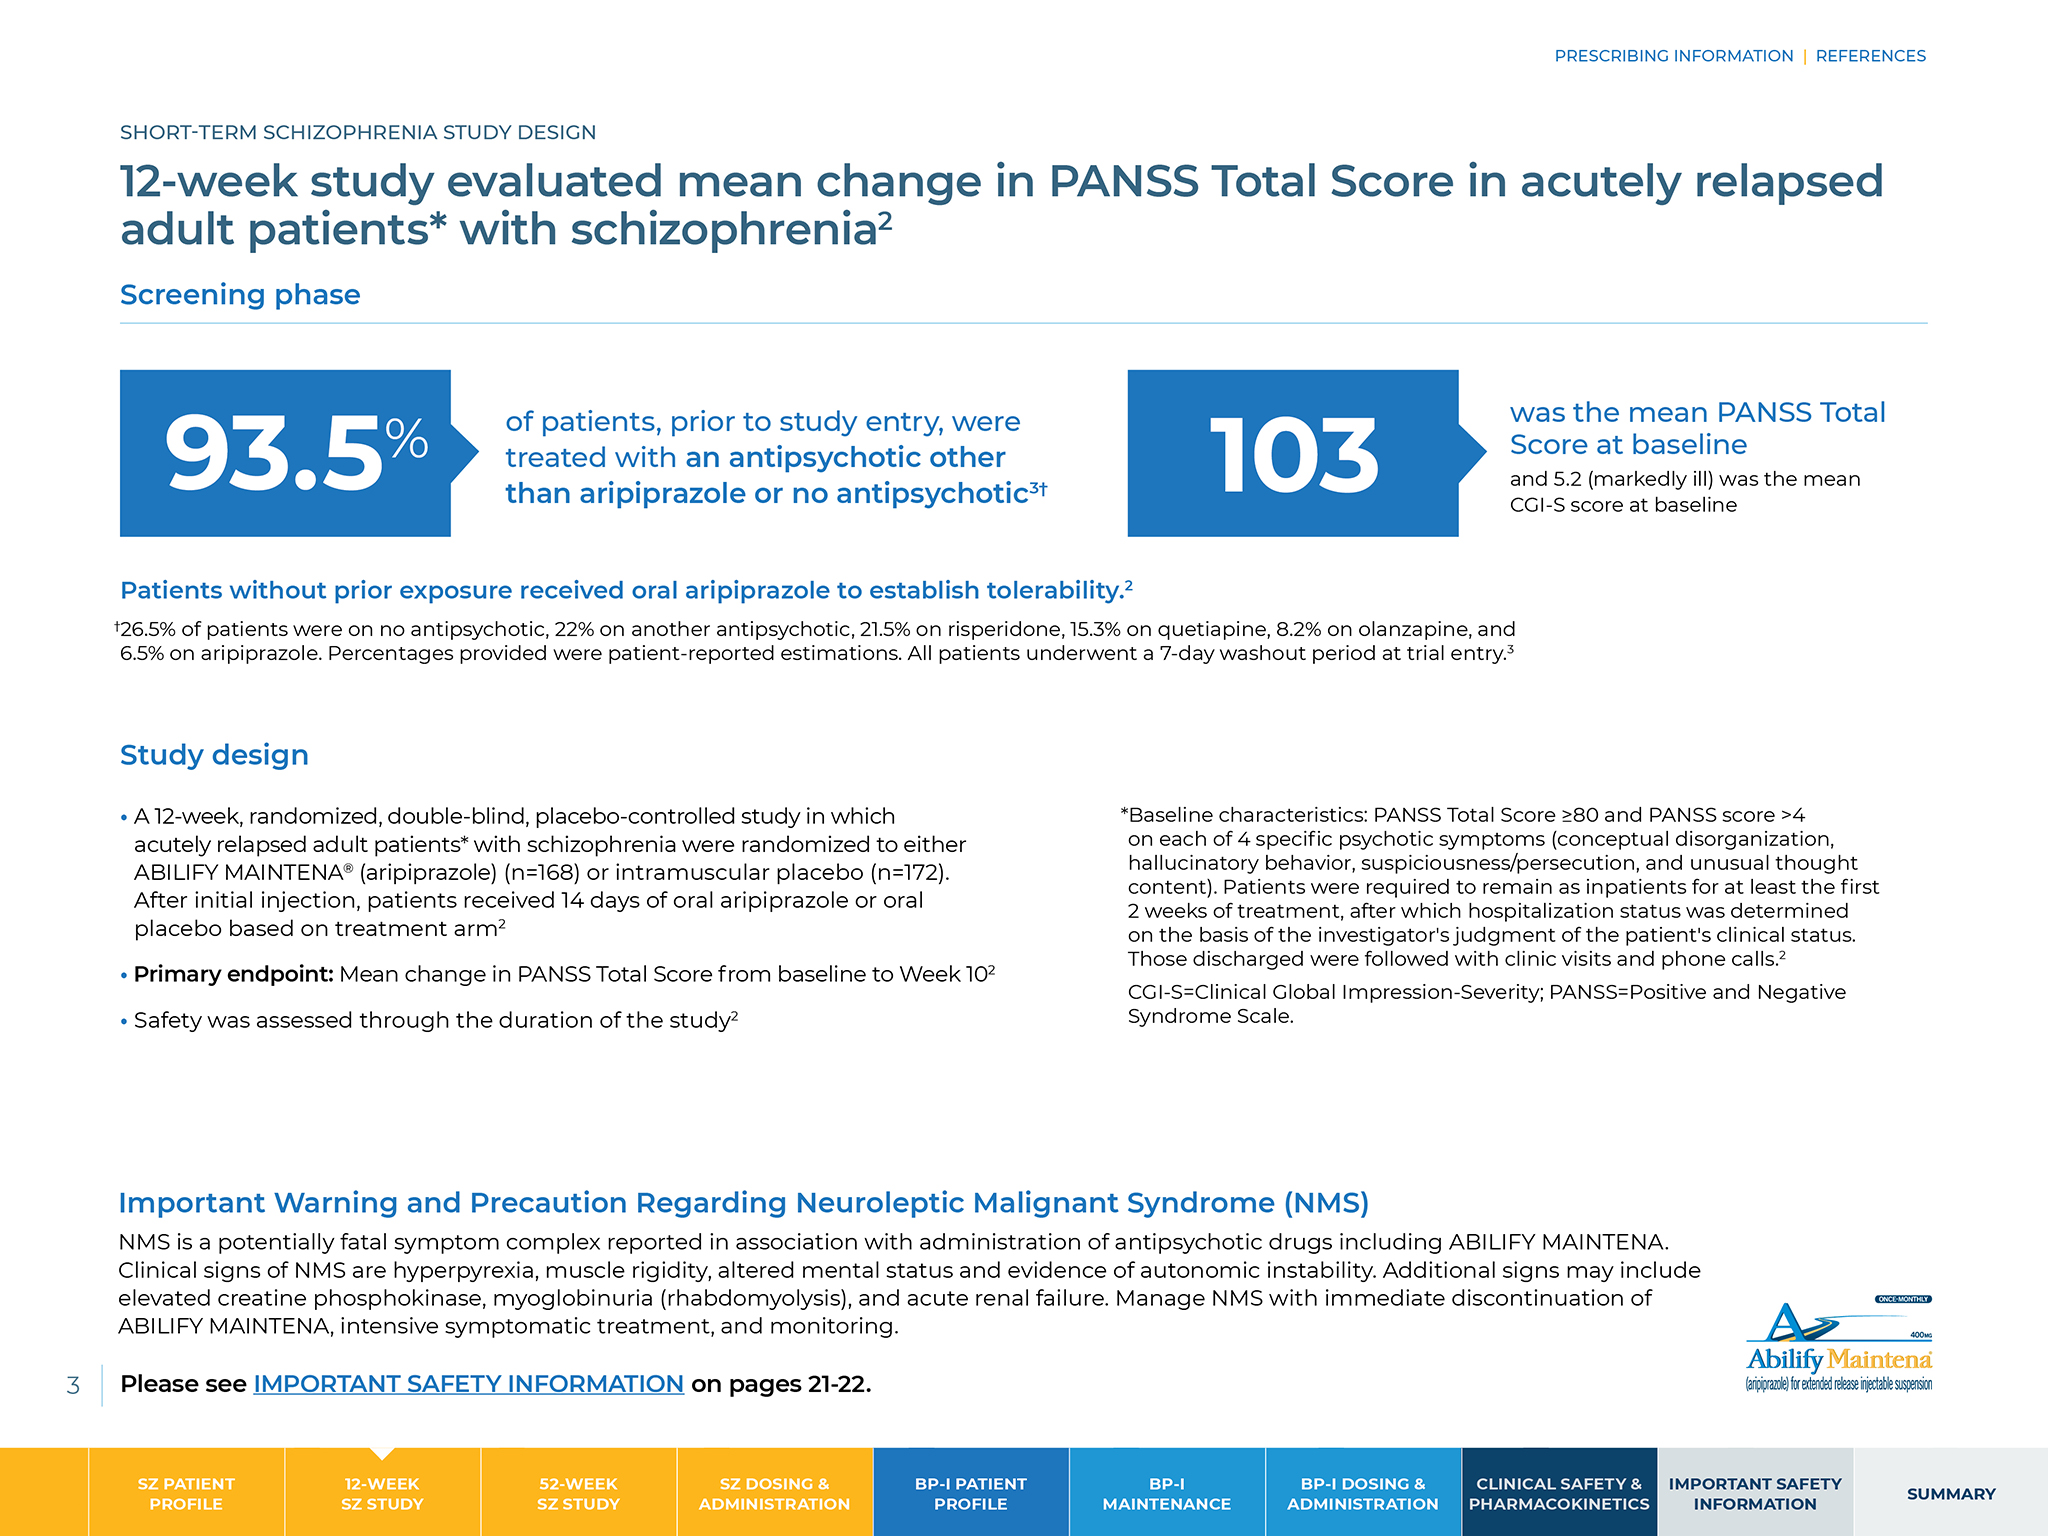 PRESCRIBING INFORMATION | REFERENCES
SHORT-TERM SCHIZOPHRENIA STUDY DESIGN
12-week study evaluated mean change in PANSS Total Score in acutely relapsed
adult patients* with schizophrenia²
Screening phase
93.5%
of patients, prior to study entry, were
treated with an antipsychotic other
than aripiprazole or no antipsychotic³†
103
was the mean PANSS Total
Score at baseline
and 5.2 (markedly ill) was the mean
CGI-S score at baseline
Patients without prior exposure received oral aripiprazole to establish tolerability.²
†26.5% of patients were on no antipsychotic, 22% on another antipsychotic, 21.5% on risperidone, 15.3% on quetiapine, 8.2% on olanzapine, and
6.5% on aripiprazole. Percentages provided were patient-reported estimations. All patients underwent a 7-day washout period at trial entry.³
Study design
• A 12-week, randomized, double-blind, placebo-controlled study in which
acutely relapsed adult patients* with schizophrenia were randomized to either
ABILIFY MAINTENA® (aripiprazole) (n=168) or intramuscular placebo (n=172).
After initial injection, patients received 14 days of oral aripiprazole or oral
placebo based on treatment arm²
• Primary endpoint: Mean change in PANSS Total Score from baseline to Week 10²
• Safety was assessed through the duration of the study²
*Baseline characteristics: PANSS Total Score ≥80 and PANSS score >4
on each of 4 specific psychotic symptoms (conceptual disorganization,
hallucinatory behavior, suspiciousness/persecution, and unusual thought
content). Patients were required to remain as inpatients for at least the first
2 weeks of treatment, after which hospitalization status was determined
on the basis of the investigator's judgment of the patient's clinical status.
Those discharged were followed with clinic visits and phone calls.²
CGI-S=Clinical Global Impression-Severity; PANSS=Positive and Negative
Syndrome Scale.
Important Warning and Precaution Regarding Neuroleptic Malignant Syndrome (NMS)
NMS is a potentially fatal symptom complex reported in association with administration of antipsychotic drugs including ABILIFY MAINTENA.
Clinical signs of NMS are hyperpyrexia, muscle rigidity, altered mental status and evidence of autonomic instability. Additional signs may include
elevated creatine phosphokinase, myoglobinuria (rhabdomyolysis), and acute renal failure. Manage NMS with immediate discontinuation of
ABILIFY MAINTENA, intensive symptomatic treatment, and monitoring.
ONCE-MONTHLY
A
400MG
Abilify Maintena®
(aripiprazole) for extended release injectable suspension
3
Please see IMPORTANT SAFETY INFORMATION on pages 21-22.
SZ PATIENT
PROFILE
12-WEEK
SZ STUDY
52-WEEK
SZ STUDY
SZ DOSING &
ADMINISTRATION
BP-I PATIENT
PROFILE
BP-I
MAINTENANCE
BP-I DOSING &
ADMINISTRATION
CLINICAL SAFETY &
PHARMACOKINETICS
IMPORTANT SAFETY
INFORMATION
SUMMARY